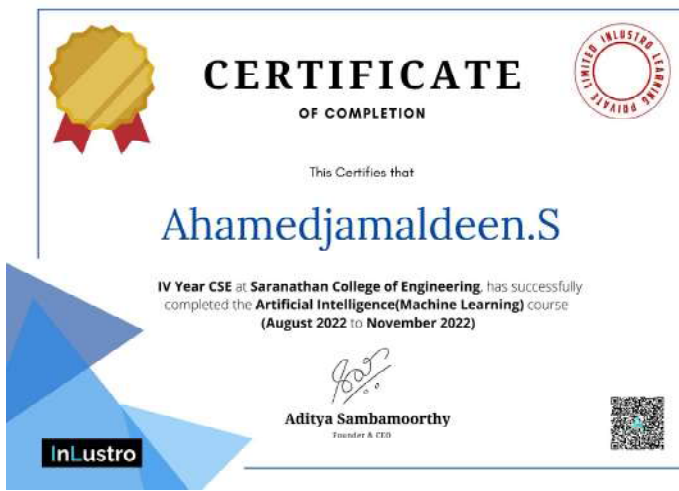 CERTIFICATE
INLUSTRO LEARNING PRIVATE LIMITED
OF COMPLETION
This Certifies that
Ahamedjamaldeen.S
IV Year CSE at Saranathan College of Engineering, has successfully
completed the Artificial Intelligence(Machine Learning) course
(August 2022 to November 2022)
Aditya Sambamoorthy
Founder & CEO
InLustro